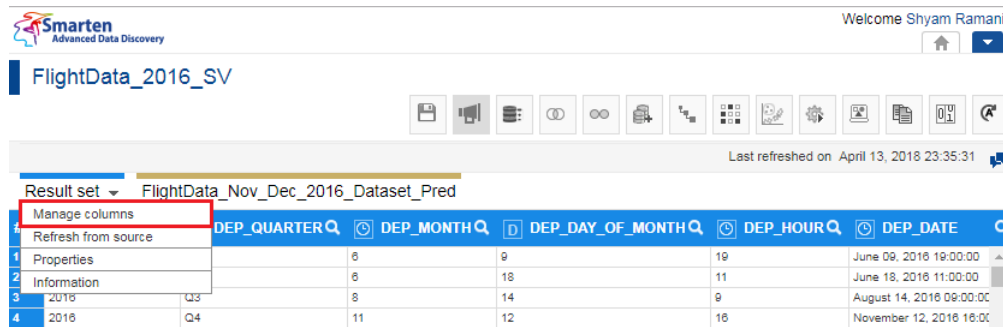 Smarten
Advanced Data Discovery
Welcome Shyam Ramani
FlightData_2016_SV
Last refreshed on April 13, 2018 23:35:31
Result set FlightData_Nov_Dec_2016_Dataset_Pred
Manage columns
Refresh from source
Properties
Information
# DEP_QUARTER DEP_MONTH D DEP_DAY_OF_MONTH DEP_HOUR DEP_DATE
1 6 9 19 June 09, 2016 19:00:00
2 6 18 11 June 18, 2016 11:00:00
3 2016 Q3 8 14 9 August 14, 2016 09:00:00
4 2016 Q4 11 12 16 November 12, 2016 16:00